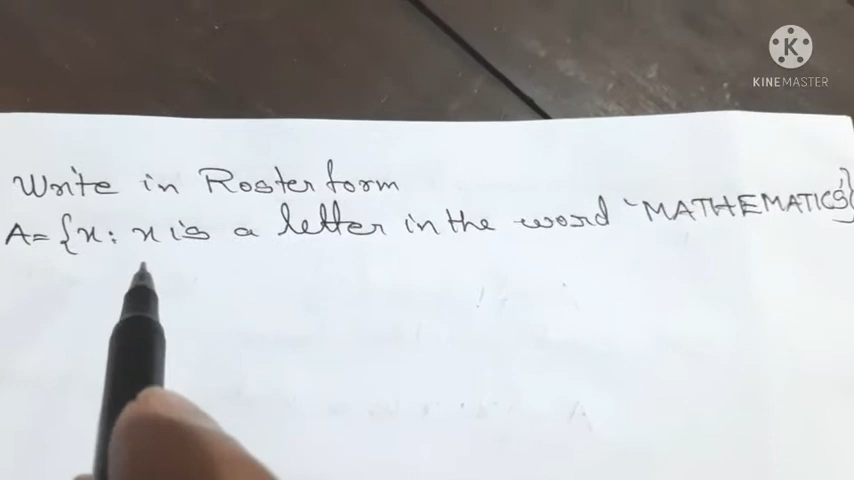 KINEMASTER
Write in Roster form
A= {x: x is a letter in the word 'MATHEMATICS'}